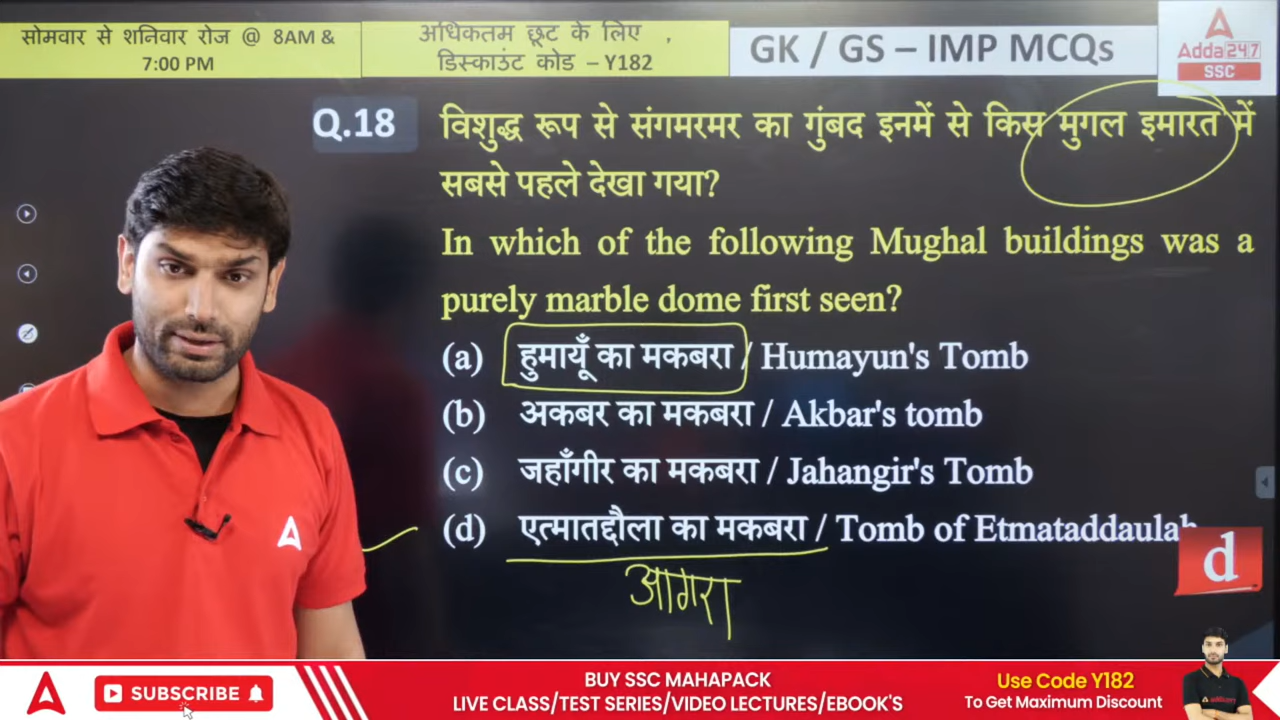 सोमवार से शनिवार रोज @ 8AM &
7:00 PM
अधिकतम छूट के लिए ,
डिस्काउंट कोड – Y182
GK / GS – IMP MCQs
Adda247
SSC
Q.18
विशुद्ध रूप से संगमरमर का गुंबद इनमें से किस मुगल इमारत में
सबसे पहले देखा गया?
In which of the following Mughal buildings was a
purely marble dome first seen?
(a) हुमायूँ का मकबरा / Humayun's Tomb
(b) अकबर का मकबरा / Akbar's tomb
(c) जहाँगीर का मकबरा / Jahangir's Tomb
(d) एत्मातद्दौला का मकबरा / Tomb of Etmataddaulah
d
आगरा
SUBSCRIBE
BUY SSC MAHAPACK
LIVE CLASS/TEST SERIES/VIDEO LECTURES/EBOOK'S
Use Code Y182
To Get Maximum Discount